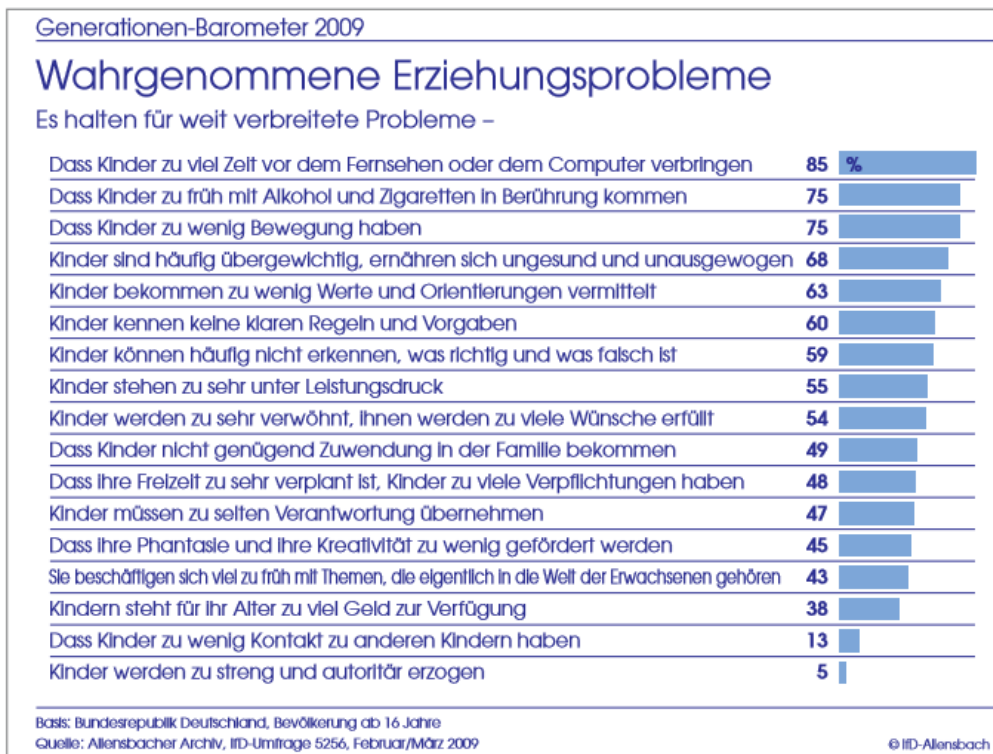 Generationen-Barometer 2009
Wahrgenommene Erziehungsprobleme
Es halten für weit verbreitete Probleme –
Dass Kinder zu viel Zeit vor dem Fernsehen oder dem Computer verbringen 85 %
Dass Kinder zu früh mit Alkohol und Zigaretten in Berührung kommen 75
Dass Kinder zu wenig Bewegung haben 75
Kinder sind häufig übergewichtig, ernähren sich ungesund und unausgewogen 68
Kinder bekommen zu wenig Werte und Orientierungen vermittelt 63
Kinder kennen keine klaren Regeln und Vorgaben 60
Kinder können häufig nicht erkennen, was richtig und was falsch ist 59
Kinder stehen zu sehr unter Leistungsdruck 55
Kinder werden zu sehr verwöhnt, ihnen werden zu viele Wünsche erfüllt 54
Dass Kinder nicht genügend Zuwendung in der Familie bekommen 49
Dass ihre Freizeit zu sehr verplant ist, Kinder zu viele Verpflichtungen haben 48
Kinder müssen zu selten Verantwortung übernehmen 47
Dass ihre Phantasie und ihre Kreativität zu wenig gefördert werden 45
Sie beschäftigen sich viel zu früh mit Themen, die eigentlich in die Welt der Erwachsenen gehören 43
Kindern steht für ihr Alter zu viel Geld zur Verfügung 38
Dass Kinder zu wenig Kontakt zu anderen Kindern haben 13
Kinder werden zu streng und autoritär erzogen 5
Basis: Bundesrepublik Deutschland, Bevölkerung ab 16 Jahre
Quelle: Allensbacher Archiv, IfD-Umfrage 5256, Februar/März 2009
© IfD-Allensbach